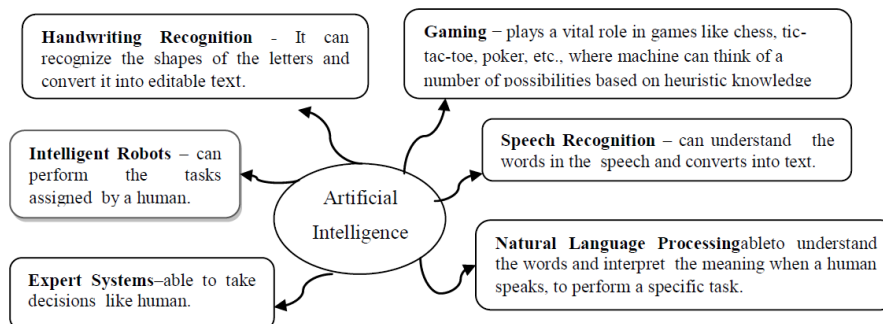 Handwriting Recognition - It can
recognize the shapes of the letters and
convert it into editable text.
Gaming – plays a vital role in games like chess, tic-
tac-toe, poker, etc., where machine can think of a
number of possibilities based on heuristic knowledge
Intelligent Robots – can
perform the tasks
assigned by a human.
Speech Recognition – can understand the
words in the speech and converts into text.
Artificial
Intelligence
Natural Language Processingableto understand
the words and interpret the meaning when a human
speaks, to perform a specific task.
Expert Systems–able to take
decisions like human.